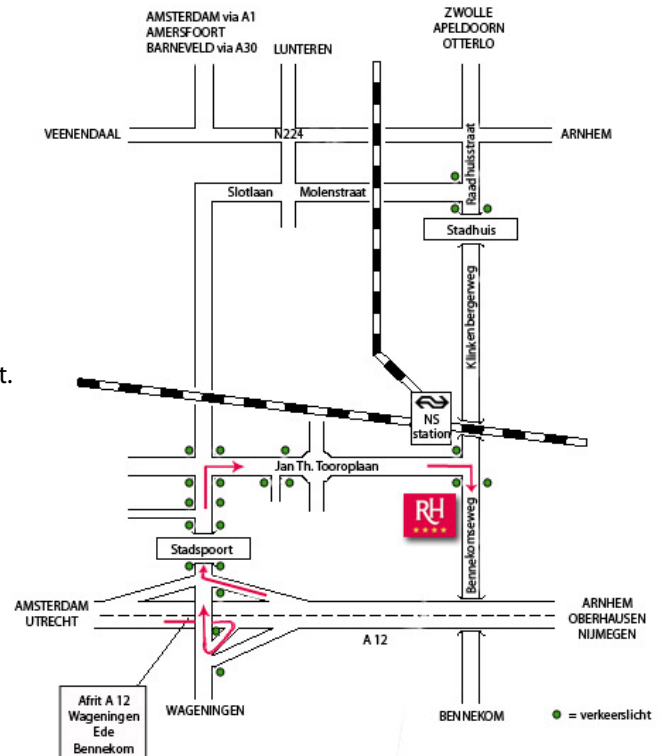 AMSTERDAM via A1
AMERSFOORT
BARNEVELD via A30
LUNTEREN
ZWOLLE
APELDOORN
OTTERLO
VEENENDAAL
N224
ARNHEM
Raadhuisstraat
Slotlaan
Molenstraat
Stadhuis
Klinkenbergerweg
t.
NS
station
Jan Th. Tooroplaan
RH
Bennekomseweg
Stadspoort
AMSTERDAM
UTRECHT
ARNHEM
OBERHAUSEN
NIJMEGEN
A 12
Afrit A 12
Wageningen
Ede
Bennekom
WAGENINGEN
BENNEKOM
= verkeerslicht